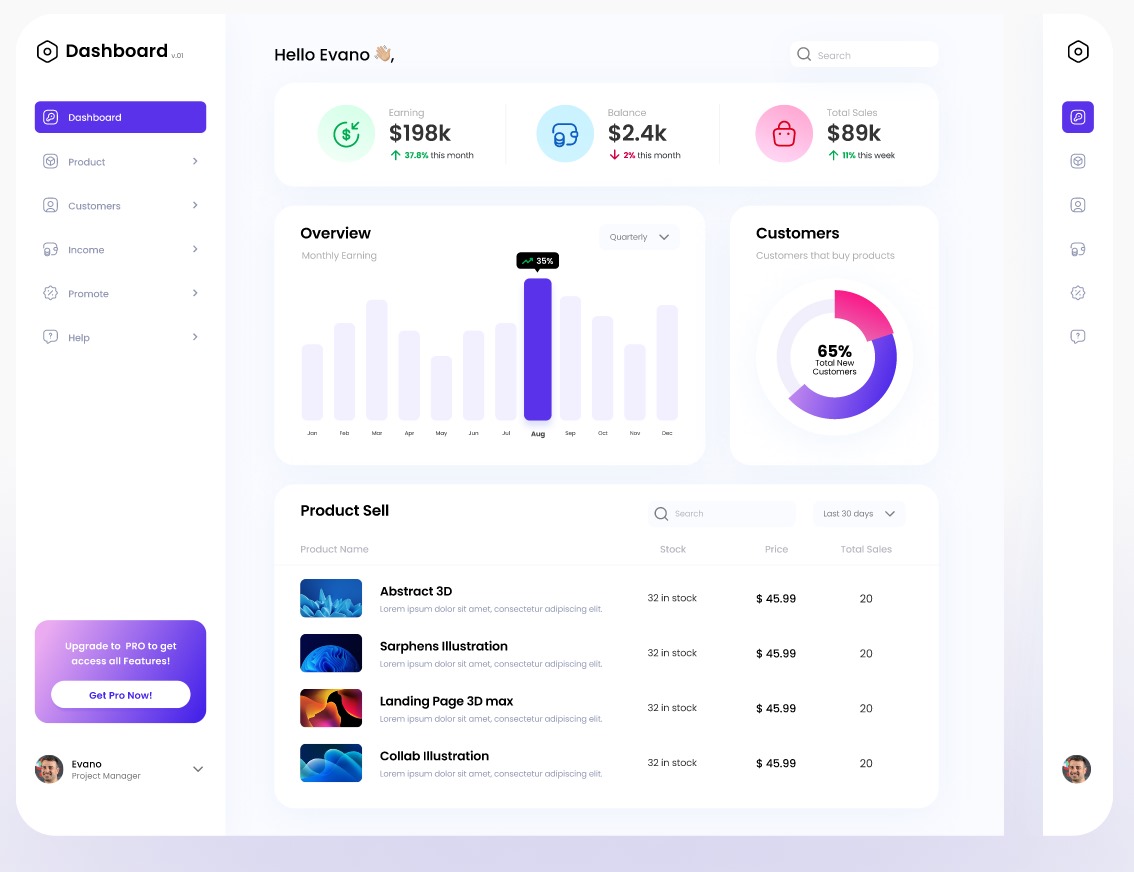 Dashboard v.01
Dashboard
Product
Customers
Income
Promote
Help
Upgrade to PRO to get
access all Features!
Get Pro Now!
Evano
Project Manager
Hello Evano 👋🏼,
Search
Earning
$198k
37.8% this month
Balance
$2.4k
2% this month
Total Sales
$89k
11% this week
Overview
Monthly Earning
Quarterly
35%
Jan Feb Mar Apr May Jun Jul Aug Sep Oct Nov Dec
Customers
Customers that buy products
65%
Total New
Customers
Product Sell
Search
Last 30 days
Product Name Stock Price Total Sales
Abstract 3D
Lorem ipsum dolor sit amet, consectetur adipiscing elit.
32 in stock $ 45.99 20
Sarphens Illustration
Lorem ipsum dolor sit amet, consectetur adipiscing elit.
32 in stock $ 45.99 20
Landing Page 3D max
Lorem ipsum dolor sit amet, consectetur adipiscing elit.
32 in stock $ 45.99 20
Collab Illustration
Lorem ipsum dolor sit amet, consectetur adipiscing elit.
32 in stock $ 45.99 20